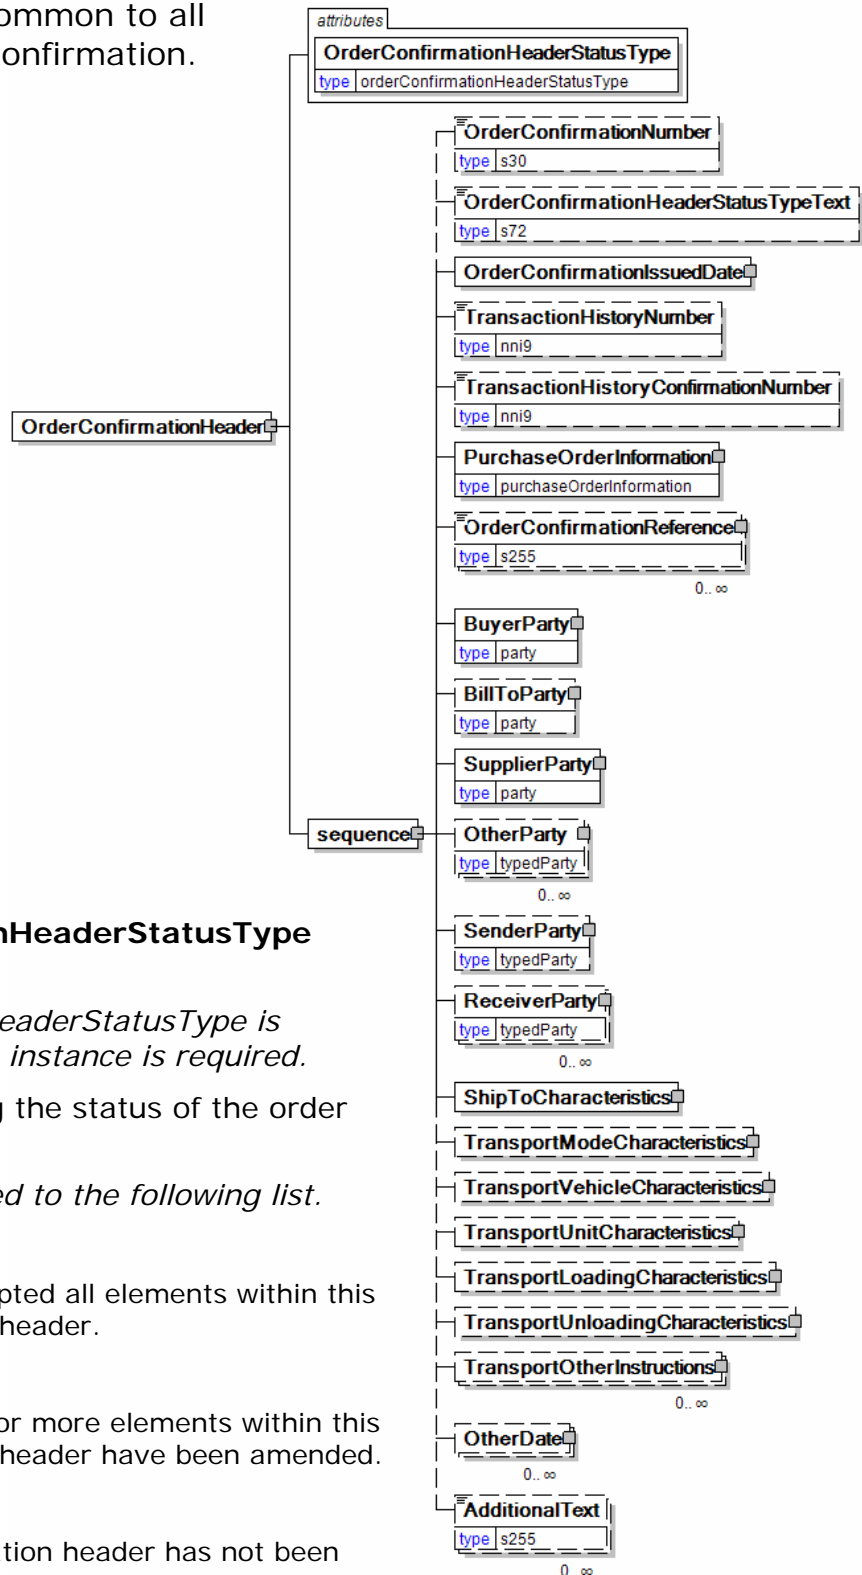 ommon to all
onfirmation.
attributes
OrderConfirmationHeaderStatusType
type orderConfirmationHeaderStatusType
OrderConfirmationNumber
type s30
OrderConfirmationHeaderStatusTypeText
type s72
OrderConfirmationIssuedDate
TransactionHistoryNumber
type nni9
TransactionHistoryConfirmationNumber
type nni9
OrderConfirmationHeader
PurchaseOrderInformation
type purchaseOrderInformation
OrderConfirmationReference
type s255
0..∞
BuyerParty
type party
BillToParty
type party
SupplierParty
type party
sequence
OtherParty
type typedParty
0..∞
nHeaderStatusType
SenderParty
type typedParty
eaderStatusType is
instance is required.
ReceiverParty
type typedParty
0..∞
g the status of the order
ShipToCharacteristics
TransportModeCharacteristics
ed to the following list.
TransportVehicleCharacteristics
TransportUnitCharacteristics
pted all elements within this
header.
TransportLoadingCharacteristics
TransportUnloadingCharacteristics
TransportOtherInstructions
0..∞
or more elements within this
header have been amended.
OtherDate
0..∞
AdditionalText
type s255
tion header has not been
0..∞